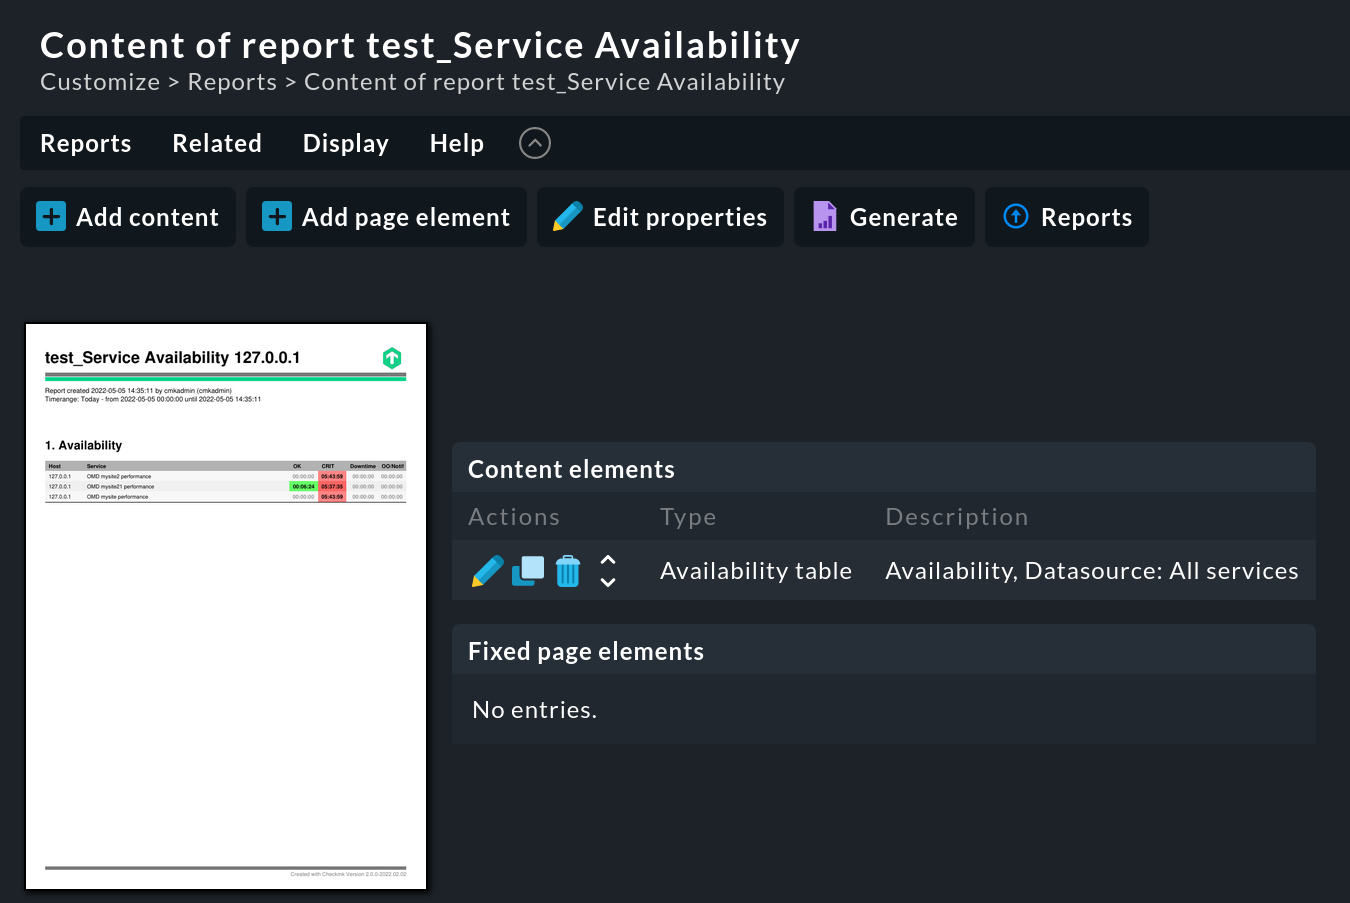 Content of report test_Service Availability
Customize > Reports > Content of report test_Service Availability
Reports Related Display Help
Add content Add page element Edit properties Generate Reports
test_Service Availability 127.0.0.1
Report created 2022-05-05 14:35:11 by cmkadmin (cmkadmin)
Timerange: Today - from 2022-05-05 00:00:00 until 2022-05-05 14:35:11
1. Availability
Host Service OK CRIT Downtime OO/Notif
127.0.0.1 OMD mysite2 performance 00:00:00 05:43:59 00:00:00 00:00:00
127.0.0.1 OMD mysite21 performance 00:06:24 05:37:35 00:00:00 00:00:00
127.0.0.1 OMD mysite performance 00:00:00 05:43:59 00:00:00 00:00:00
Created with Checkmk Version 2.0.0-2022.02.02
Content elements
Actions Type Description
Availability table Availability, Datasource: All services
Fixed page elements
No entries.